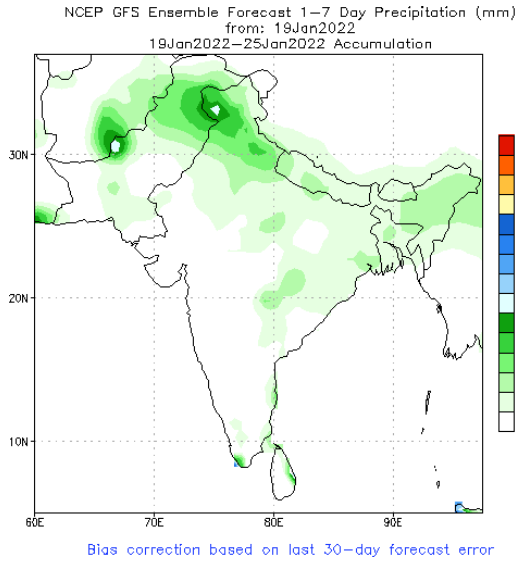 NCEP GFS Ensemble Forecast 1-7 Day Precipitation (mm)
from: 19Jan2022
19Jan2022-25Jan2022 Accumulation
30N
20N
10N
60E 70E 80E 90E
Bias correction based on last 30-day forecast error